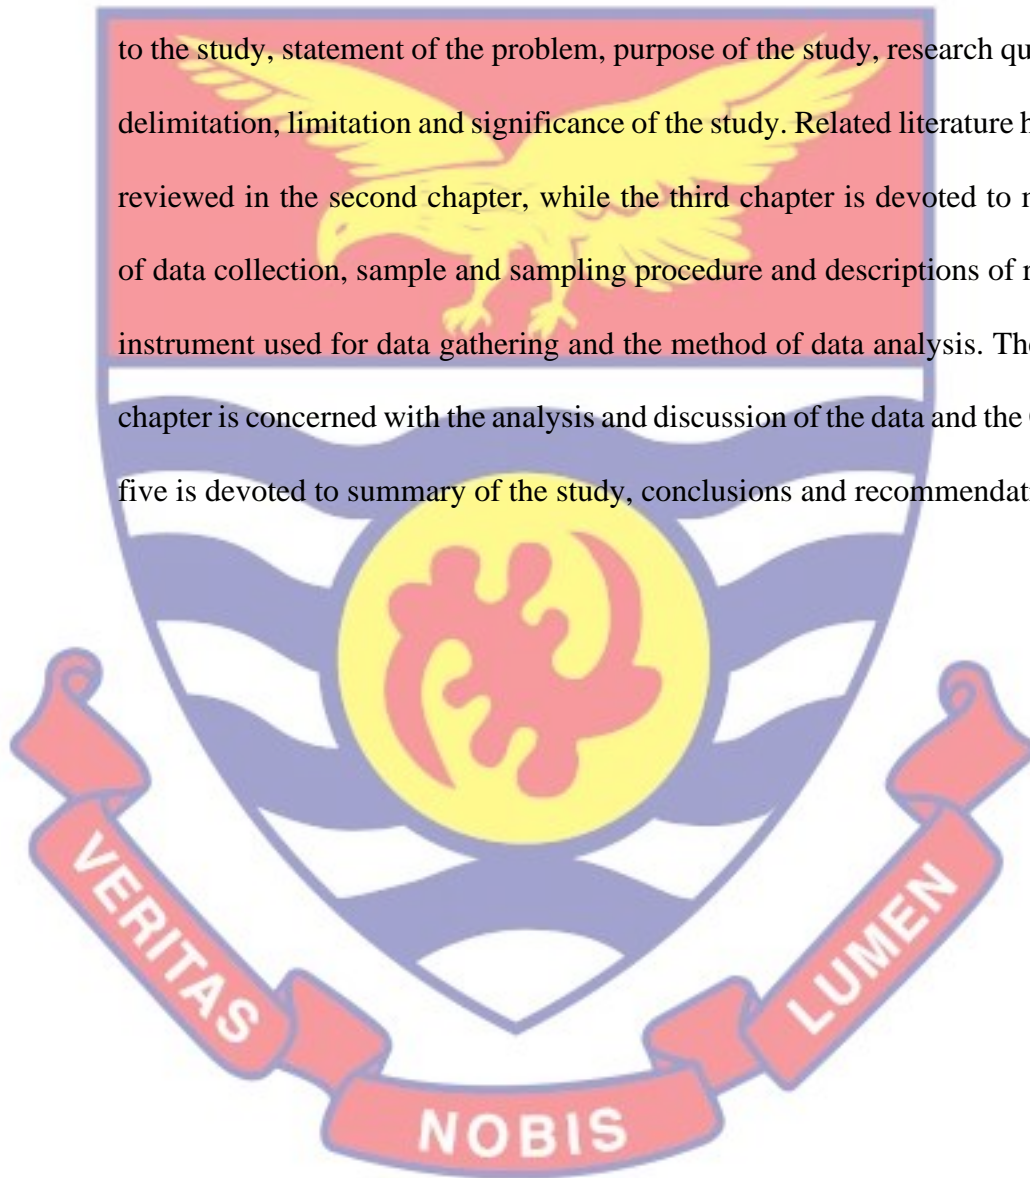 to the study, statement of the problem, purpose of the study, research qu
delimitation, limitation and significance of the study. Related literature h
reviewed in the second chapter, while the third chapter is devoted to
of data collection, sample and sampling procedure and descriptions of
instrument used for data gathering and the method of data analysis. The
chapter is concerned with the analysis and discussion of the data and the
five is devoted to summary of the study, conclusions and recommendati
VERITAS
NOBIS
LUMEN